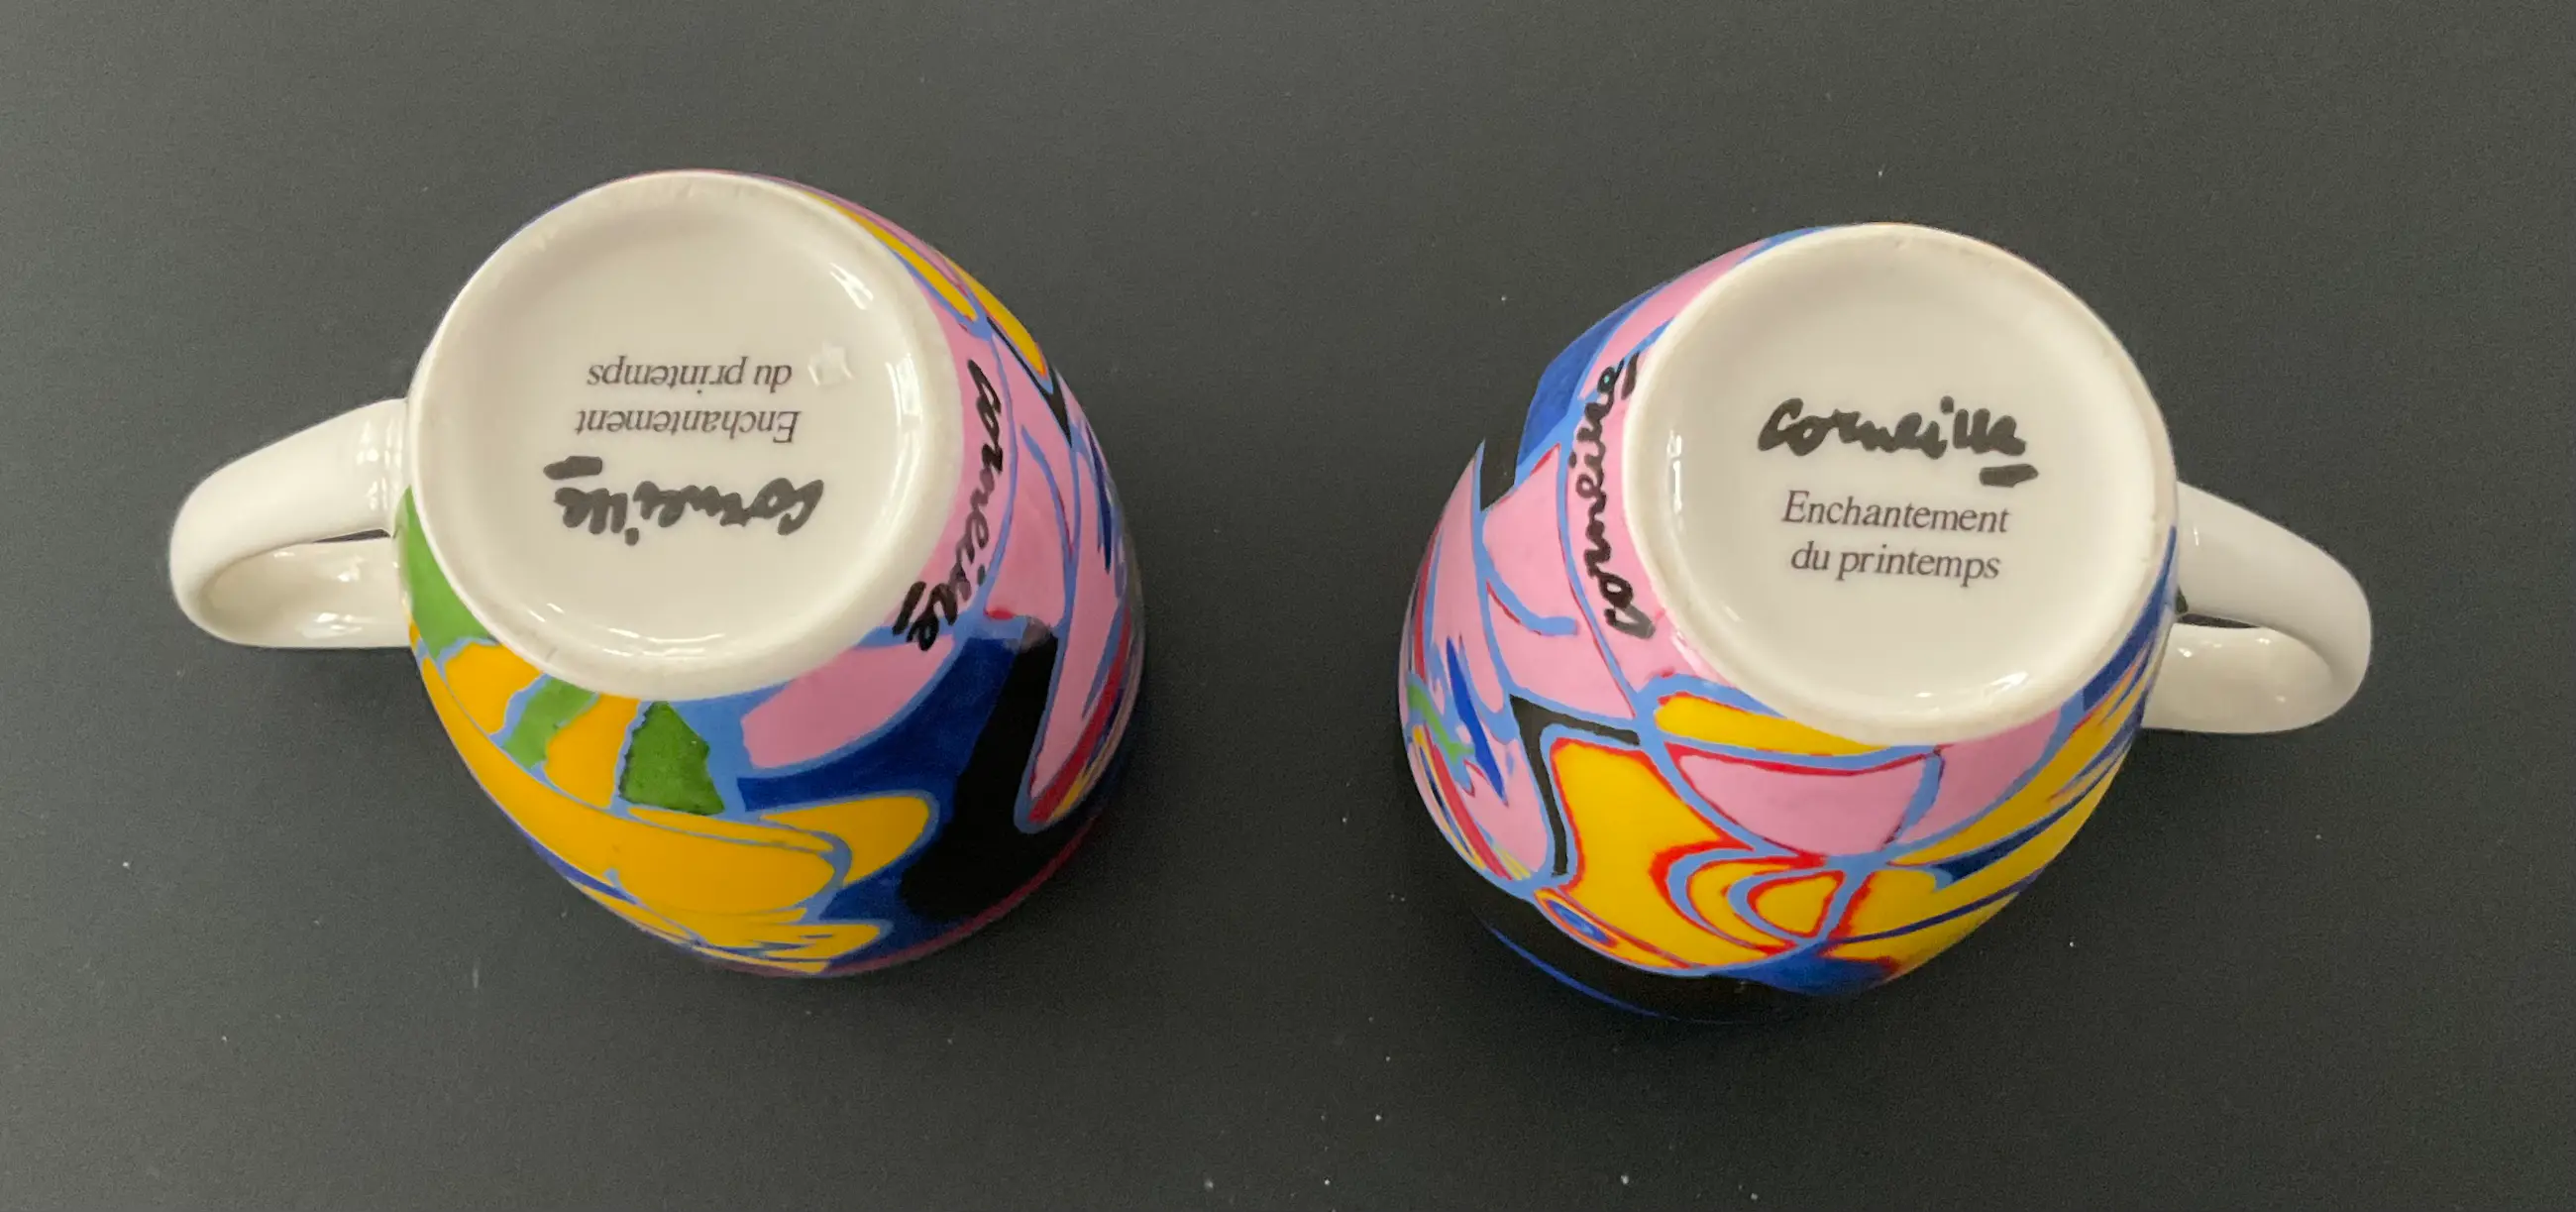 Corneille
Enchantement
du printemps
Corneille
Corneille
Corneille
Enchantement
du printemps